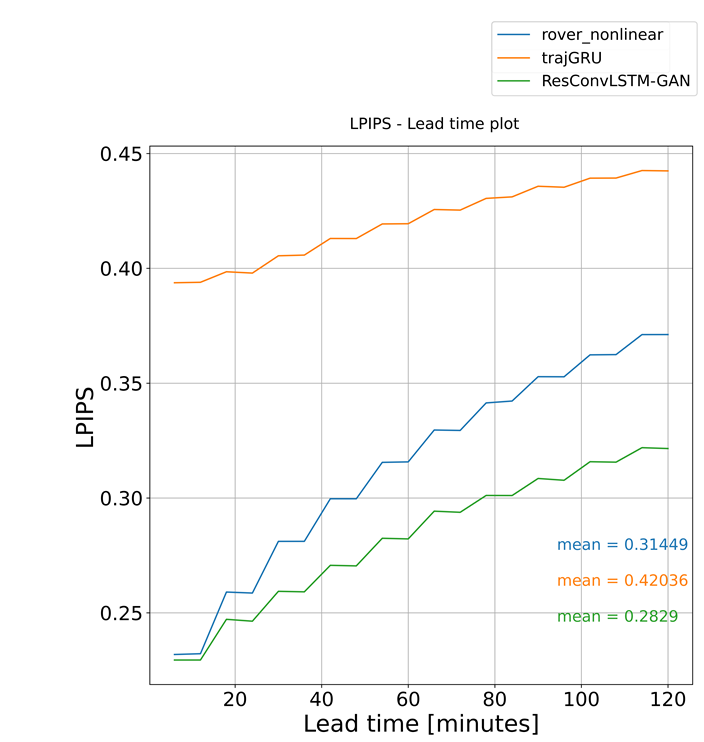 rover_nonlinear
trajGRU
ResConvLSTM-GAN
LPIPS - Lead time plot
0.45
0.40
0.35
0.30
0.25
LPIPS
mean = 0.31449
mean = 0.42036
mean = 0.2829
20 40 60 80 100 120
Lead time [minutes]